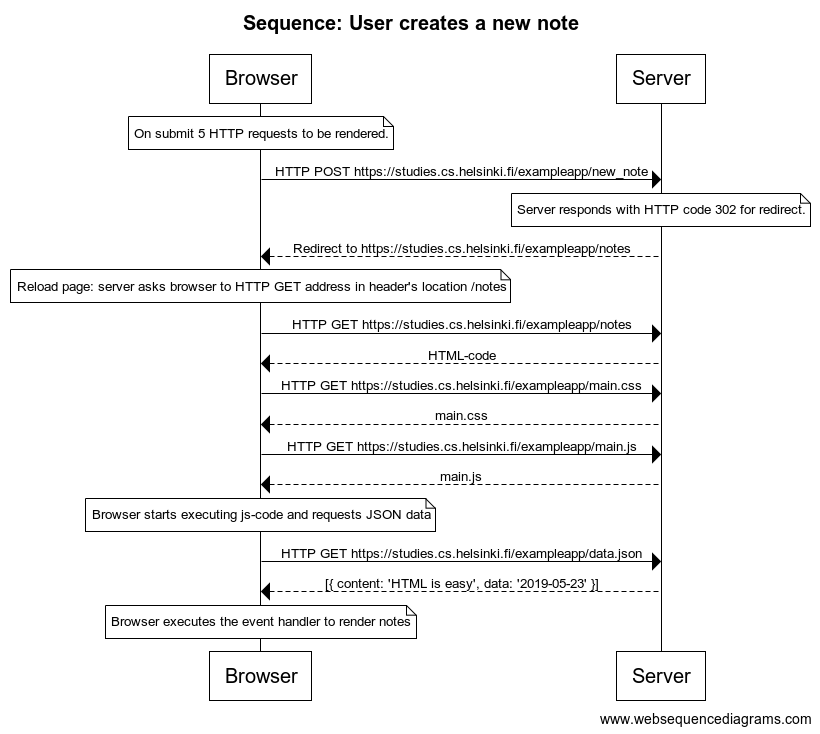 Sequence: User creates a new note
Browser
Server
On submit 5 HTTP requests to be rendered.
HTTP POST https://studies.cs.helsinki.fi/exampleapp/new_note
Server responds with HTTP code 302 for redirect.
Redirect to https://studies.cs.helsinki.fi/exampleapp/notes
Reload page: server asks browser to HTTP GET address in header's location /notes
HTTP GET https://studies.cs.helsinki.fi/exampleapp/notes
HTML-code
HTTP GET https://studies.cs.helsinki.fi/exampleapp/main.css
main.css
HTTP GET https://studies.cs.helsinki.fi/exampleapp/main.js
main.js
Browser starts executing js-code and requests JSON data
HTTP GET https://studies.cs.helsinki.fi/exampleapp/data.json
[{ content: 'HTML is easy', data: '2019-05-23' }]
Browser executes the event handler to render notes
Browser
Server
www.websequencediagrams.com